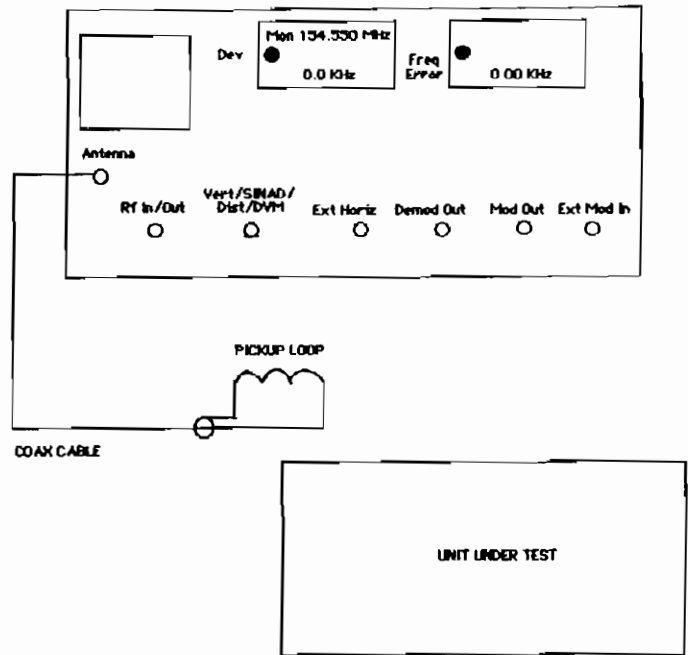 Mon 154.550 MHz
Dev
0.0 KHz
Freq
Error
0.00 KHz
Antenna
Rf In/Out
Vert/SINAD/
Dist/DVM
Ext Horiz
Demod Out
Mod Out
Ext Mod In
PICKUP LOOP
COAX CABLE
UNIT UNDER TEST